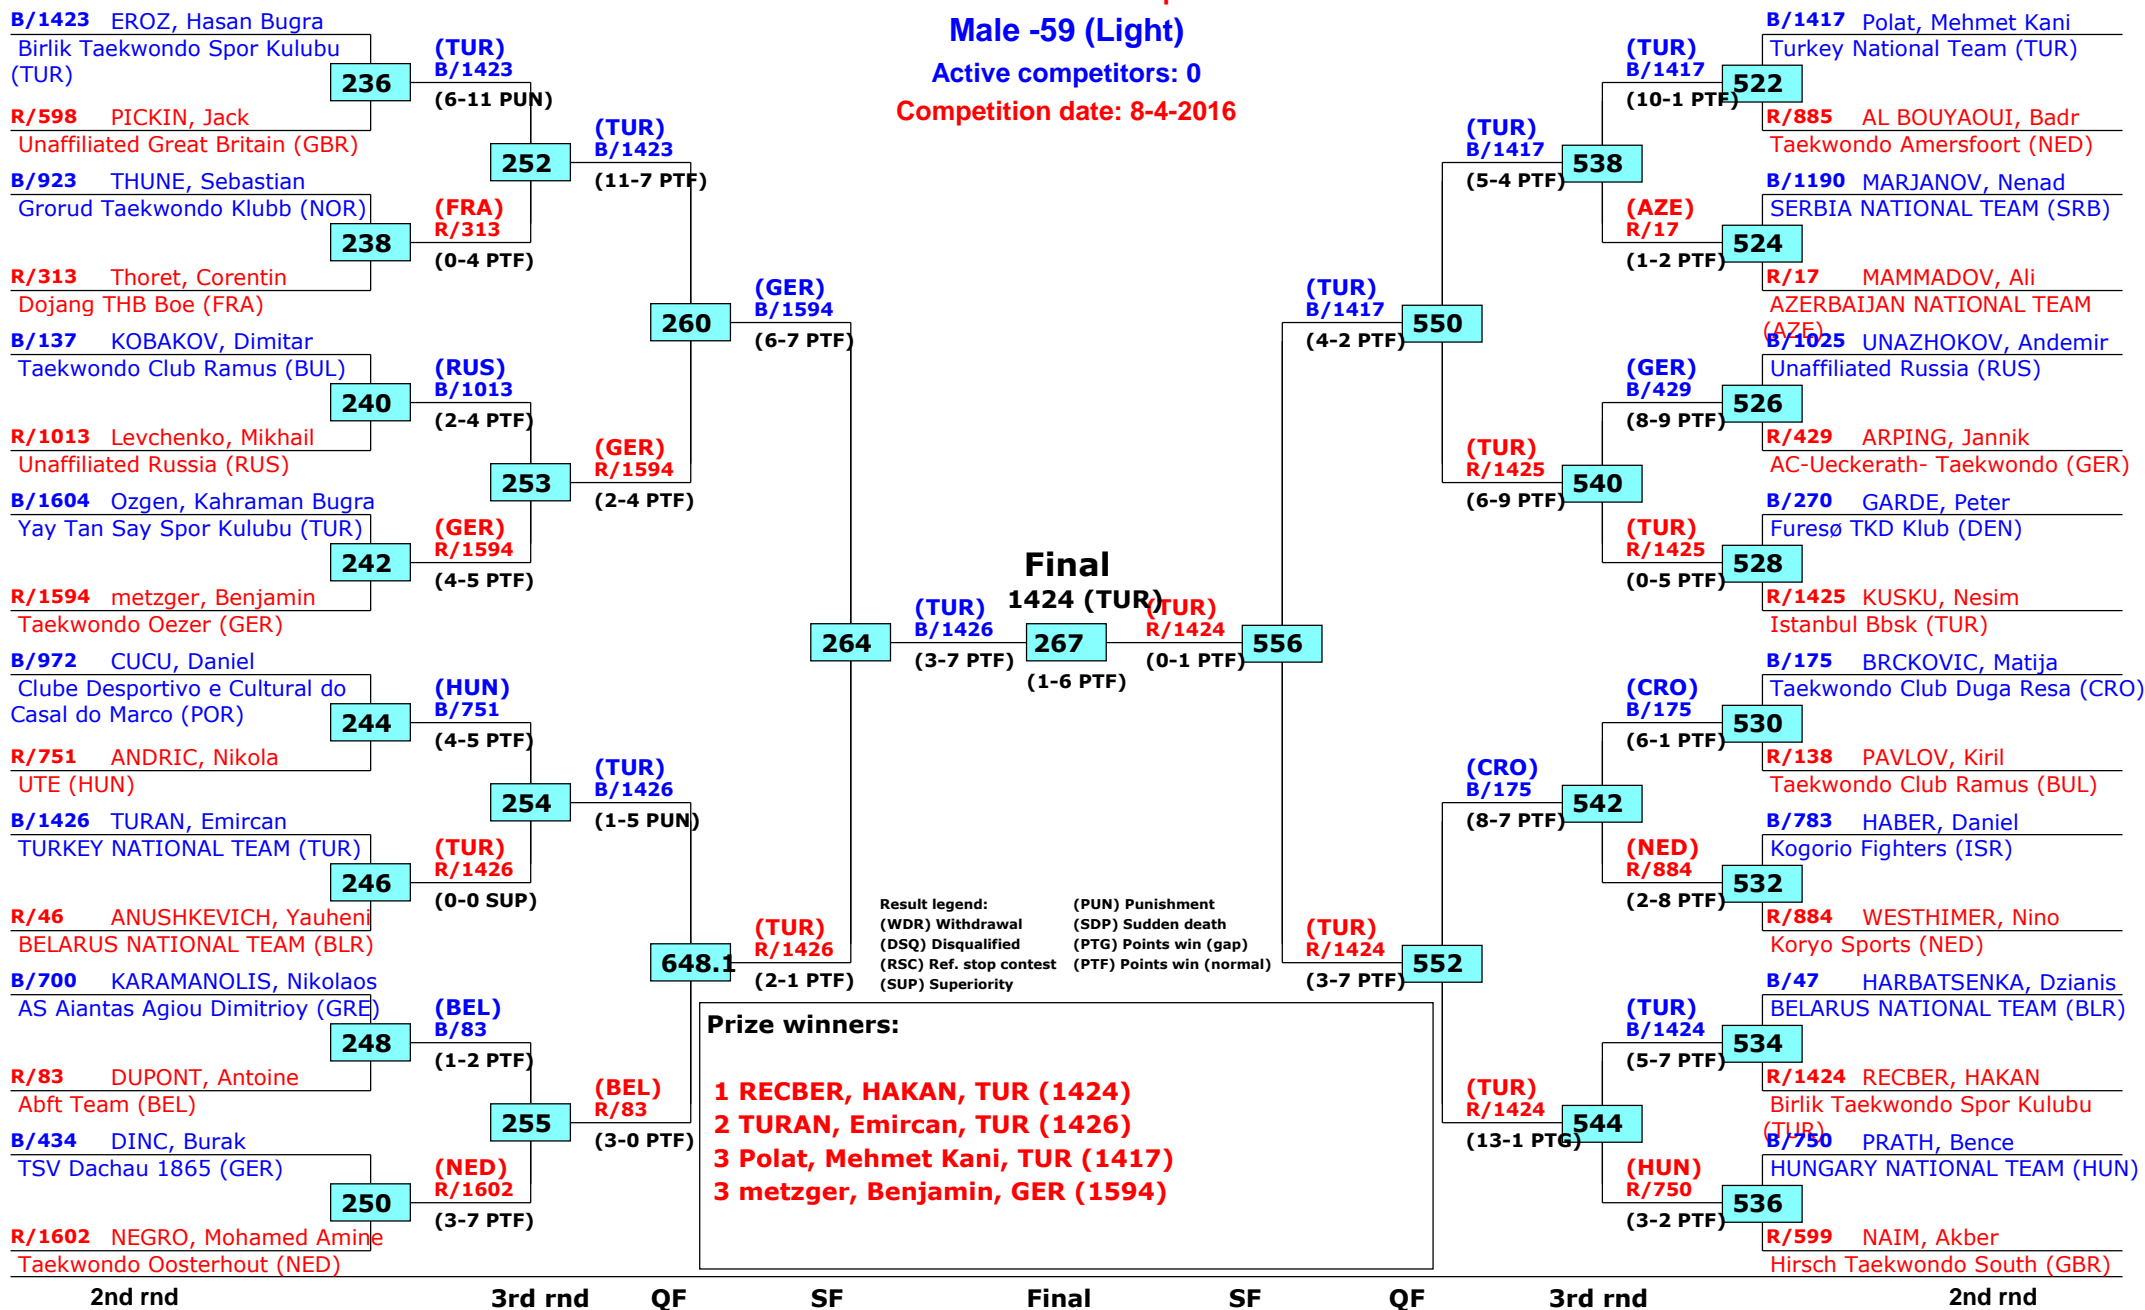 Male -59 (Light)
Active competitors: 0
Competition date: 8-4-2016
B/1423 EROZ, Hasan Bugra
Birlik Taekwondo Spor Kulubu
(TUR)
236
R/598 PICKIN, Jack
Unaffiliated Great Britain (GBR)
B/923 THUNE, Sebastian
Grorud Taekwondo Klubb (NOR)
238
R/313 Thoret, Corentin
Dojang THB Boe (FRA)
B/137 KOBAKOV, Dimitar
Taekwondo Club Ramus (BUL)
240
R/1013 Levchenko, Mikhail
Unaffiliated Russia (RUS)
B/1604 Ozgen, Kahraman Bugra
Yay Tan Say Spor Kulubu (TUR)
242
R/1594 metzger, Benjamin
Taekwondo Oezer (GER)
B/972 CUCU, Daniel
Clube Desportivo e Cultural do
Casal do Marco (POR)
244
R/751 ANDRIC, Nikola
UTE (HUN)
B/1426 TURAN, Emircan
TURKEY NATIONAL TEAM (TUR)
246
R/46 ANUSHKEVICH, Yauheni
BELARUS NATIONAL TEAM (BLR)
B/700 KARAMANOLIS, Nikolaos
AS Aiantas Agiou Dimitrioy (GRE)
248
R/83 DUPONT, Antoine
Abft Team (BEL)
B/434 DINC, Burak
TSV Dachau 1865 (GER)
250
R/1602 NEGRO, Mohamed Amine
Taekwondo Oosterhout (NED)
(TUR)
B/1423
(6-11 PUN)
252
(FRA)
R/313
(0-4 PTF)
(RUS)
B/1013
(2-4 PTF)
253
(GER)
R/1594
(4-5 PTF)
(HUN)
B/751
(4-5 PTF)
254
(TUR)
R/1426
(0-0 SUP)
(BEL)
B/83
(1-2 PTF)
255
(NED)
R/1602
(3-7 PTF)
(TUR)
B/1423
(11-7 PTF)
260
(GER)
R/1594
(2-4 PTF)
(TUR)
B/1426
(1-5 PUN)
648.1
(BEL)
R/83
(3-0 PTF)
(GER)
B/1594
(6-7 PTF)
264
(TUR)
R/1426
(2-1 PTF)
Final
1424 (TUR)
(TUR)
B/1426
(3-7 PTF)
267
(1-6 PTF)
(TUR)
R/1424
(0-1 PTF)
556
(TUR)
B/1417
(4-2 PTF)
550
(TUR)
R/1424
(3-7 PTF)
552
(TUR)
B/1417
(5-4 PTF)
538
(TUR)
R/1425
(6-9 PTF)
540
(CRO)
B/175
(8-7 PTF)
542
(TUR)
R/1424
(13-1 PTG)
544
(TUR)
B/1417
(10-1 PTF)
(AZE)
R/17
(1-2 PTF)
(GER)
B/429
(8-9 PTF)
(TUR)
R/1425
(0-5 PTF)
(CRO)
B/175
(6-1 PTF)
(NED)
R/884
(2-8 PTF)
(TUR)
B/1424
(5-7 PTF)
(HUN)
R/750
(3-2 PTF)
B/1417 Polat, Mehmet Kani
Turkey National Team (TUR)
522
R/885 AL BOUYAOUI, Badr
Taekwondo Amersfoort (NED)
B/1190 MARJANOV, Nenad
SERBIA NATIONAL TEAM (SRB)
524
R/17 MAMMADOV, Ali
AZERBAIJAN NATIONAL TEAM
(AZE)
B/1025 UNAZHOKOV, Andemir
Unaffiliated Russia (RUS)
526
R/429 ARPING, Jannik
AC-Ueckerath- Taekwondo (GER)
B/270 GARDE, Peter
Furesø TKD Klub (DEN)
528
R/1425 KUSKU, Nesim
Istanbul Bbsk (TUR)
B/175 BRCKOVIC, Matija
Taekwondo Club Duga Resa (CRO)
530
R/138 PAVLOV, Kiril
Taekwondo Club Ramus (BUL)
B/783 HABER, Daniel
Kogorio Fighters (ISR)
532
R/884 WESTHIMER, Nino
Koryo Sports (NED)
B/47 HARBATSENKA, Dzianis
BELARUS NATIONAL TEAM (BLR)
534
R/1424 RECBER, HAKAN
Birlik Taekwondo Spor Kulubu
(TUR)
B/750 PRATH, Bence
HUNGARY NATIONAL TEAM (HUN)
536
R/599 NAIM, Akber
Hirsch Taekwondo South (GBR)
Result legend: (PUN) Punishment
(WDR) Withdrawal (SDP) Sudden death
(DSQ) Disqualified (PTG) Points win (gap)
(RSC) Ref. stop contest (PTF) Points win (normal)
(SUP) Superiority
Prize winners:
1 RECBER, HAKAN, TUR (1424)
2 TURAN, Emircan, TUR (1426)
3 Polat, Mehmet Kani, TUR (1417)
3 metzger, Benjamin, GER (1594)
2nd rnd 3rd rnd QF SF Final SF QF 3rd rnd 2nd rnd